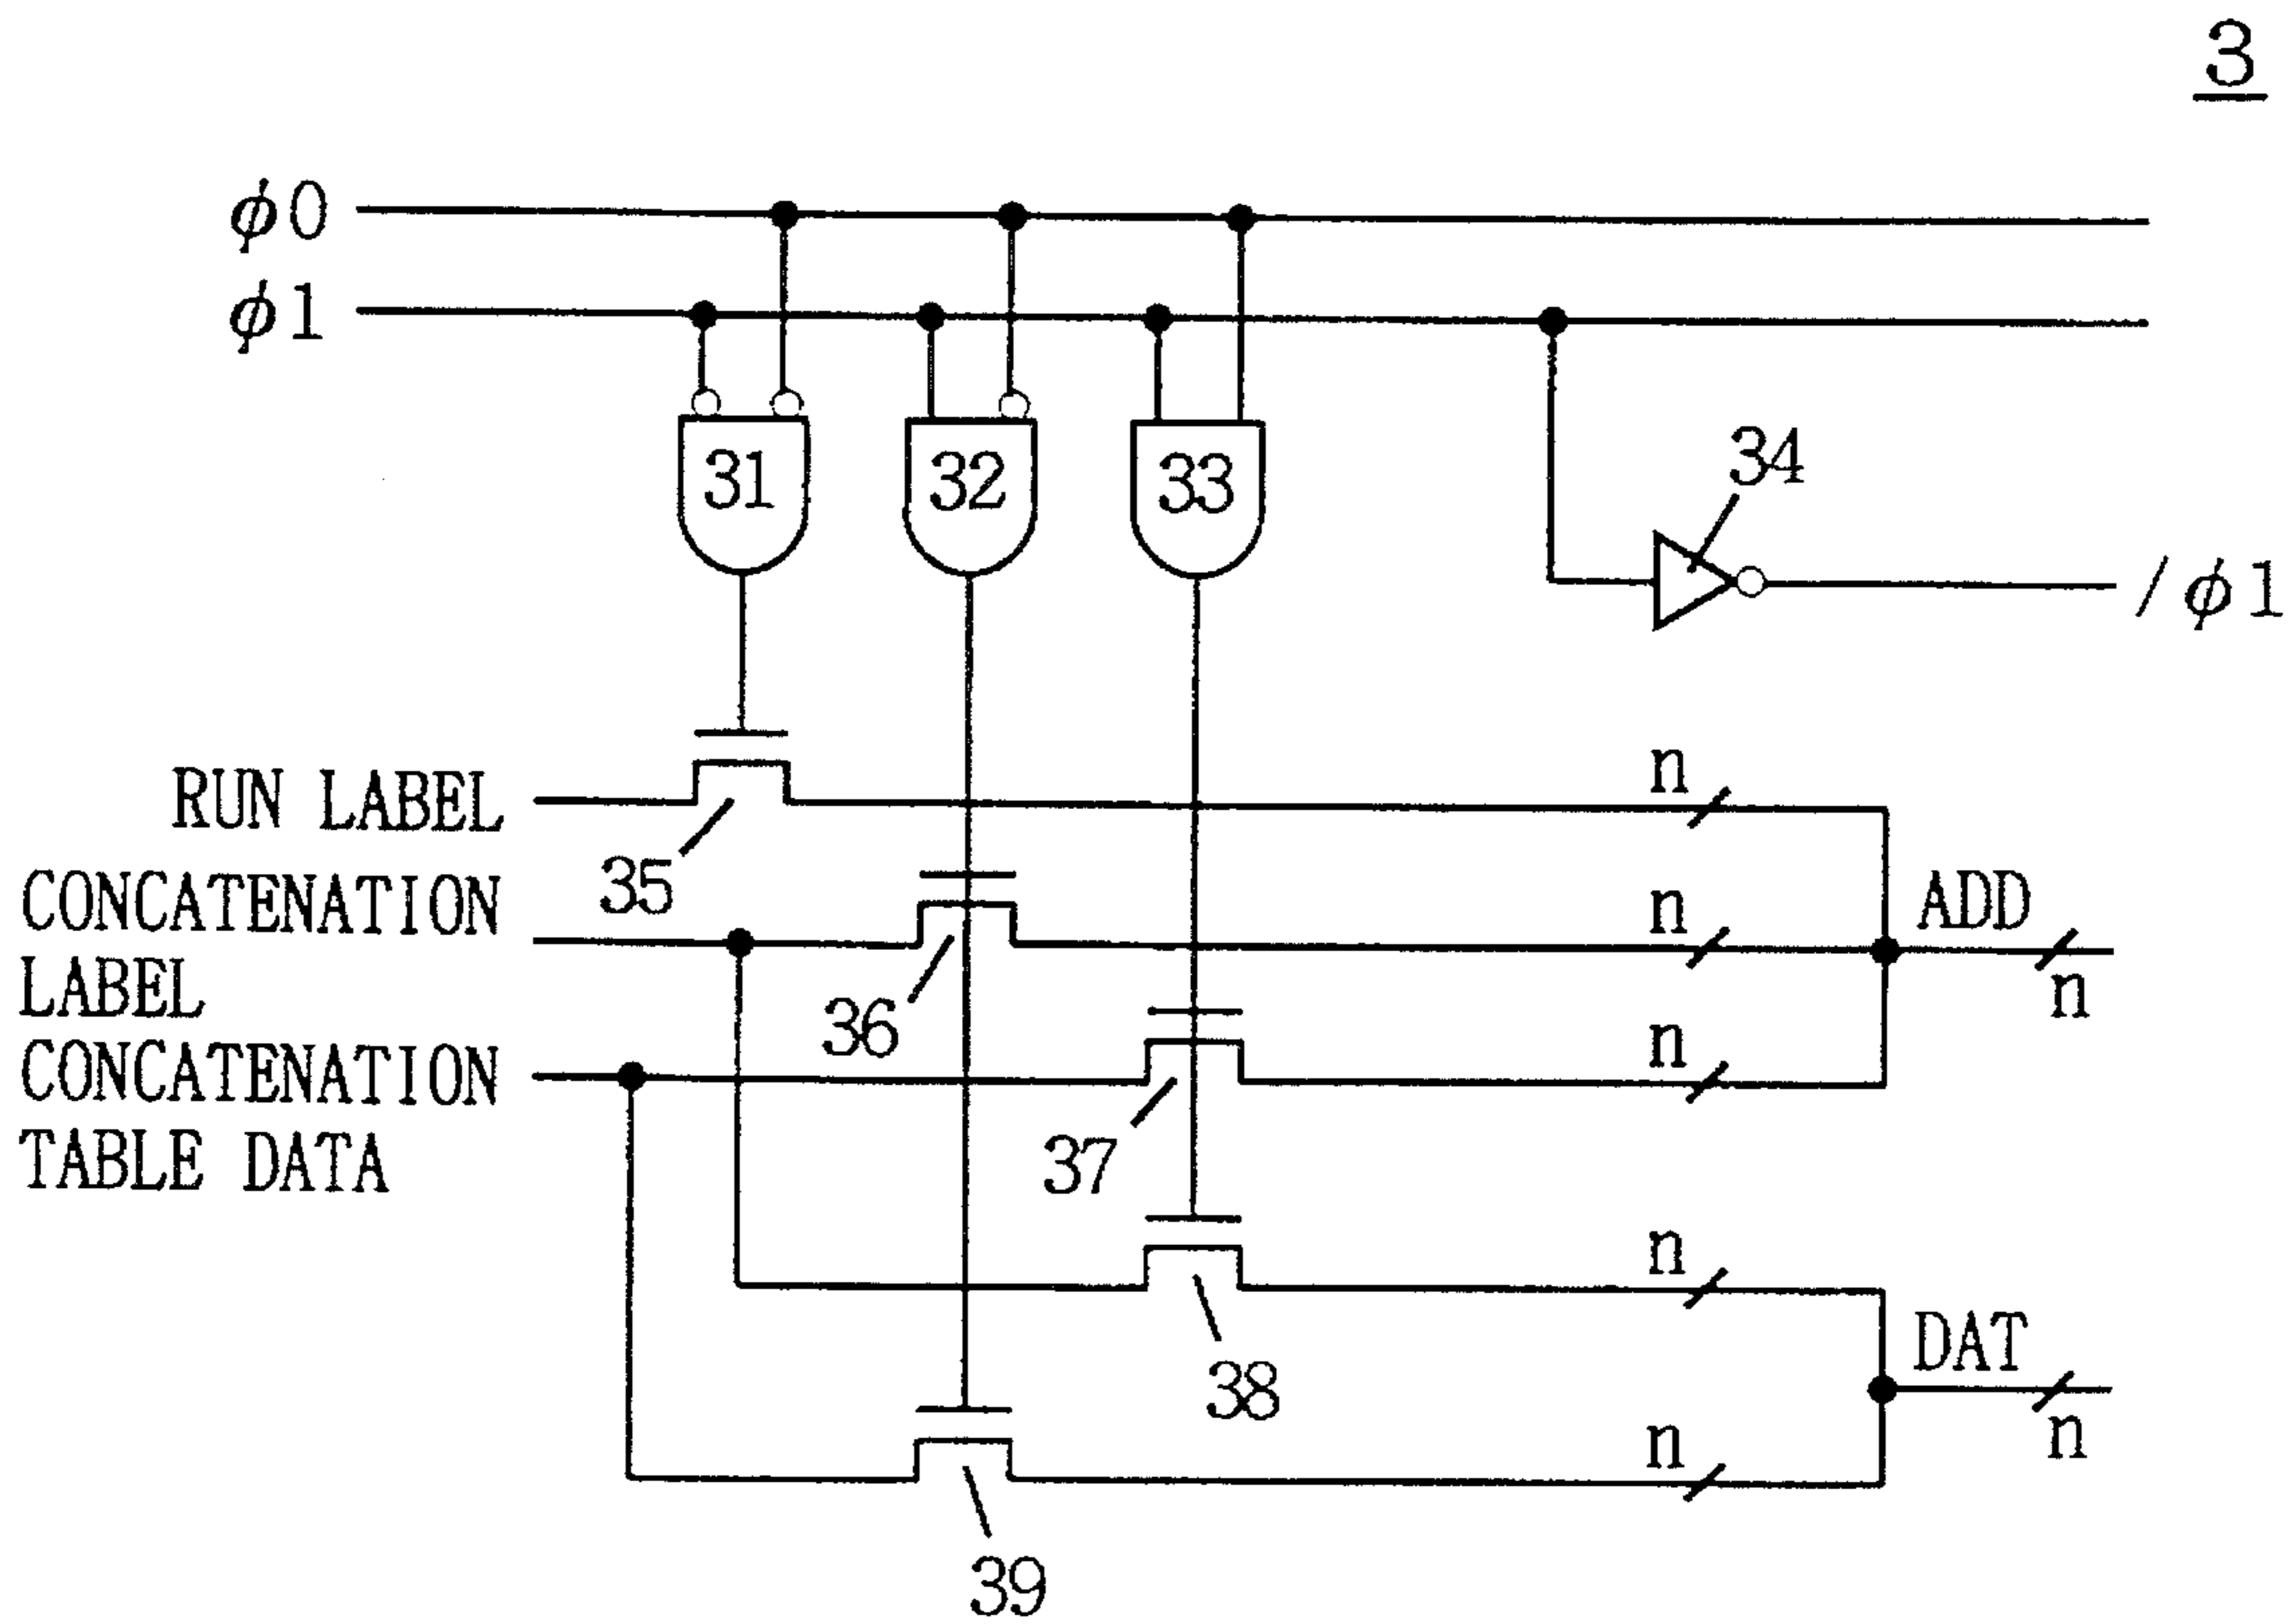 3
φ0
φ1
31
32
33
34
/φ1
RUN LABEL
n
35
CONCATENATION
LABEL
n
ADD
n
36
CONCATENATION
TABLE DATA
n
37
n
38
DAT
n
n
39